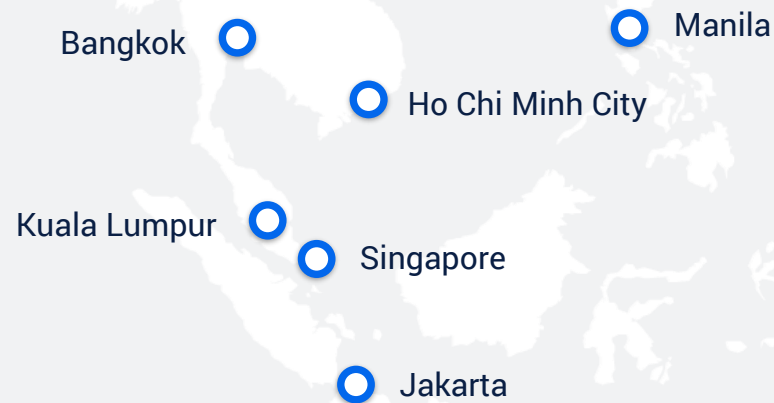 Manila
Bangkok
Ho Chi Minh City
Kuala Lumpur
Singapore
Jakarta